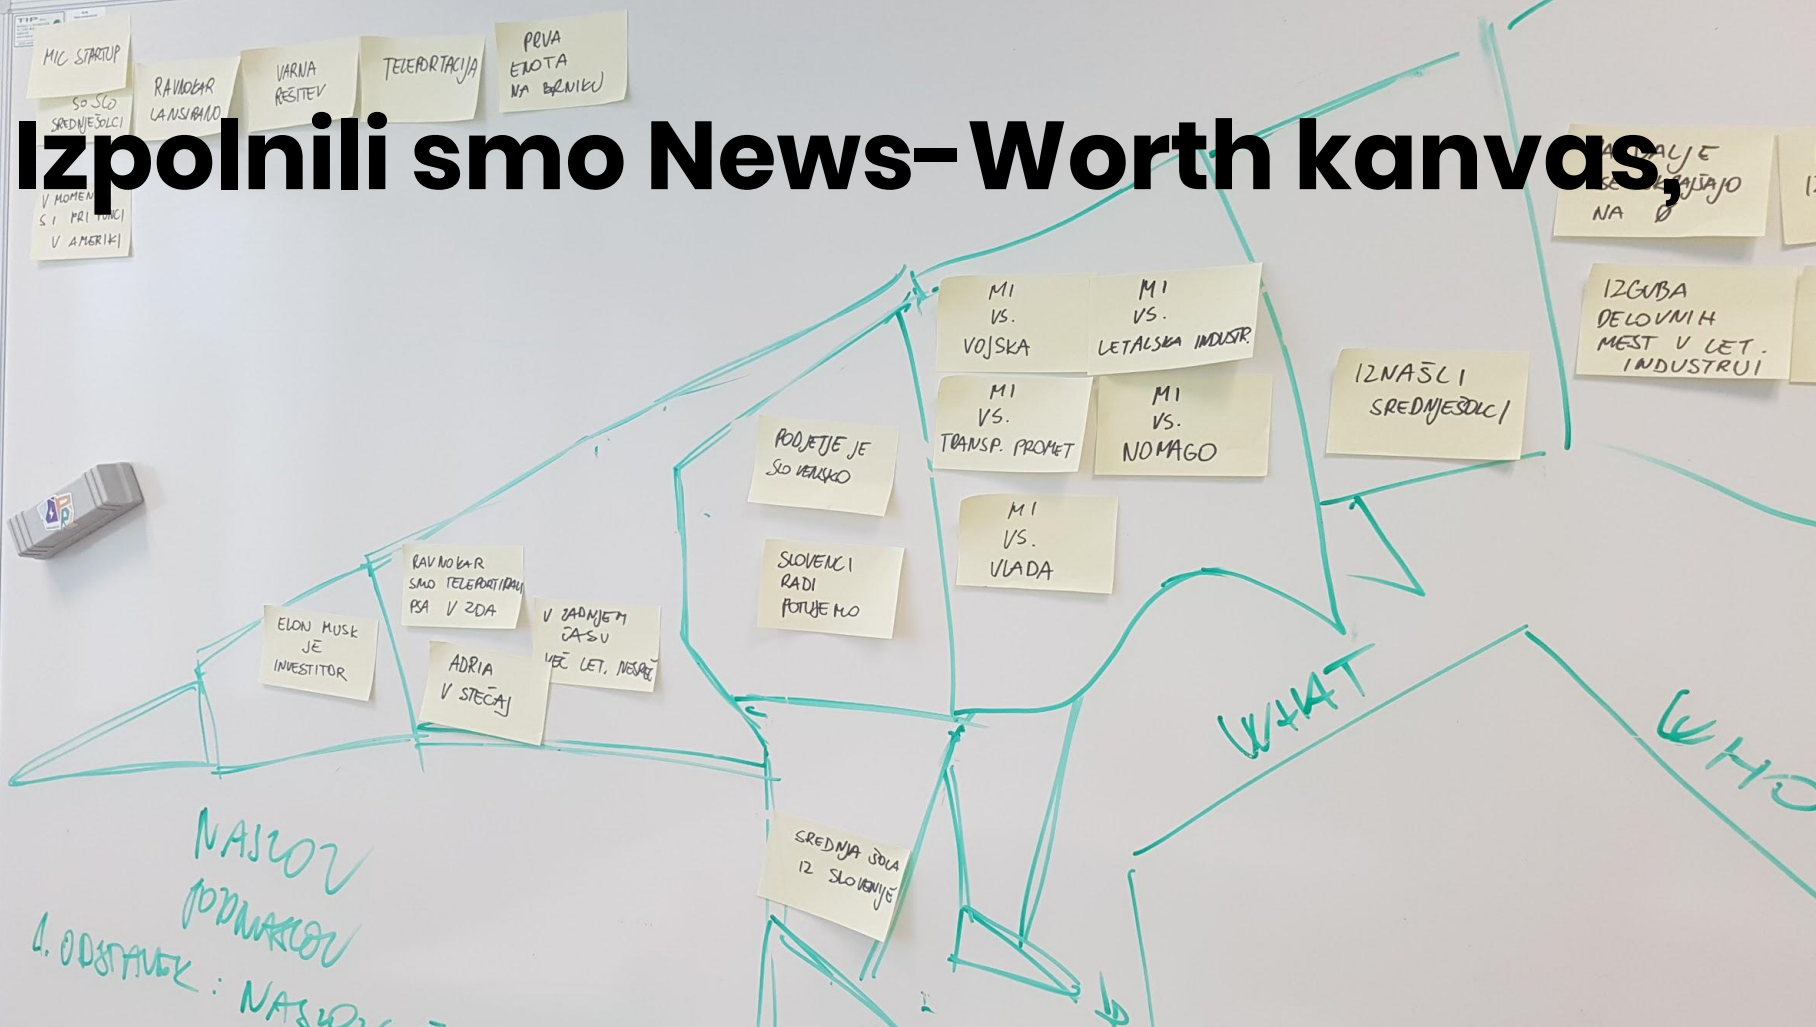 TIP
MIC STARTUP
SO ŠLO
SREDNJEŠOLCI
RAVNOKAR
LANSIRANO
VARNA
REŠITEV
TELEPORTACIJA
PRVA
ENOTA
NA BRNIKU
Izpolnili smo News-Worth kanvas,
V AMERIKI
NA Ø
IZGUBA
DELOVNIH
MEST V LET.
INDUSTRIJI
MI
VS.
VOJSKA
MI
VS.
LETALSKA INDUSTR.
MI
VS.
TRANSP. PROMET
MI
VS.
NOMAGO
MI
VS.
VLADA
IZNAŠLI
SREDNJEŠOLCI
PODJETJE JE
SLOVENSKO
SLOVENCI
RADI
POTUJEMO
RAVNOKAR
SMO TELEPORTIRALI
PSA V ZDA
V ZADNJEM
ČASU
VEČ LET. NESREČ
ELON MUSK
JE
INVESTITOR
ADRIA
V STEČAJ
WHAT
WHO
SREDNJA ŠOLA
IZ SLOVENIJE
NASLOV
PODNASLOV
1. ODSTAVEK: